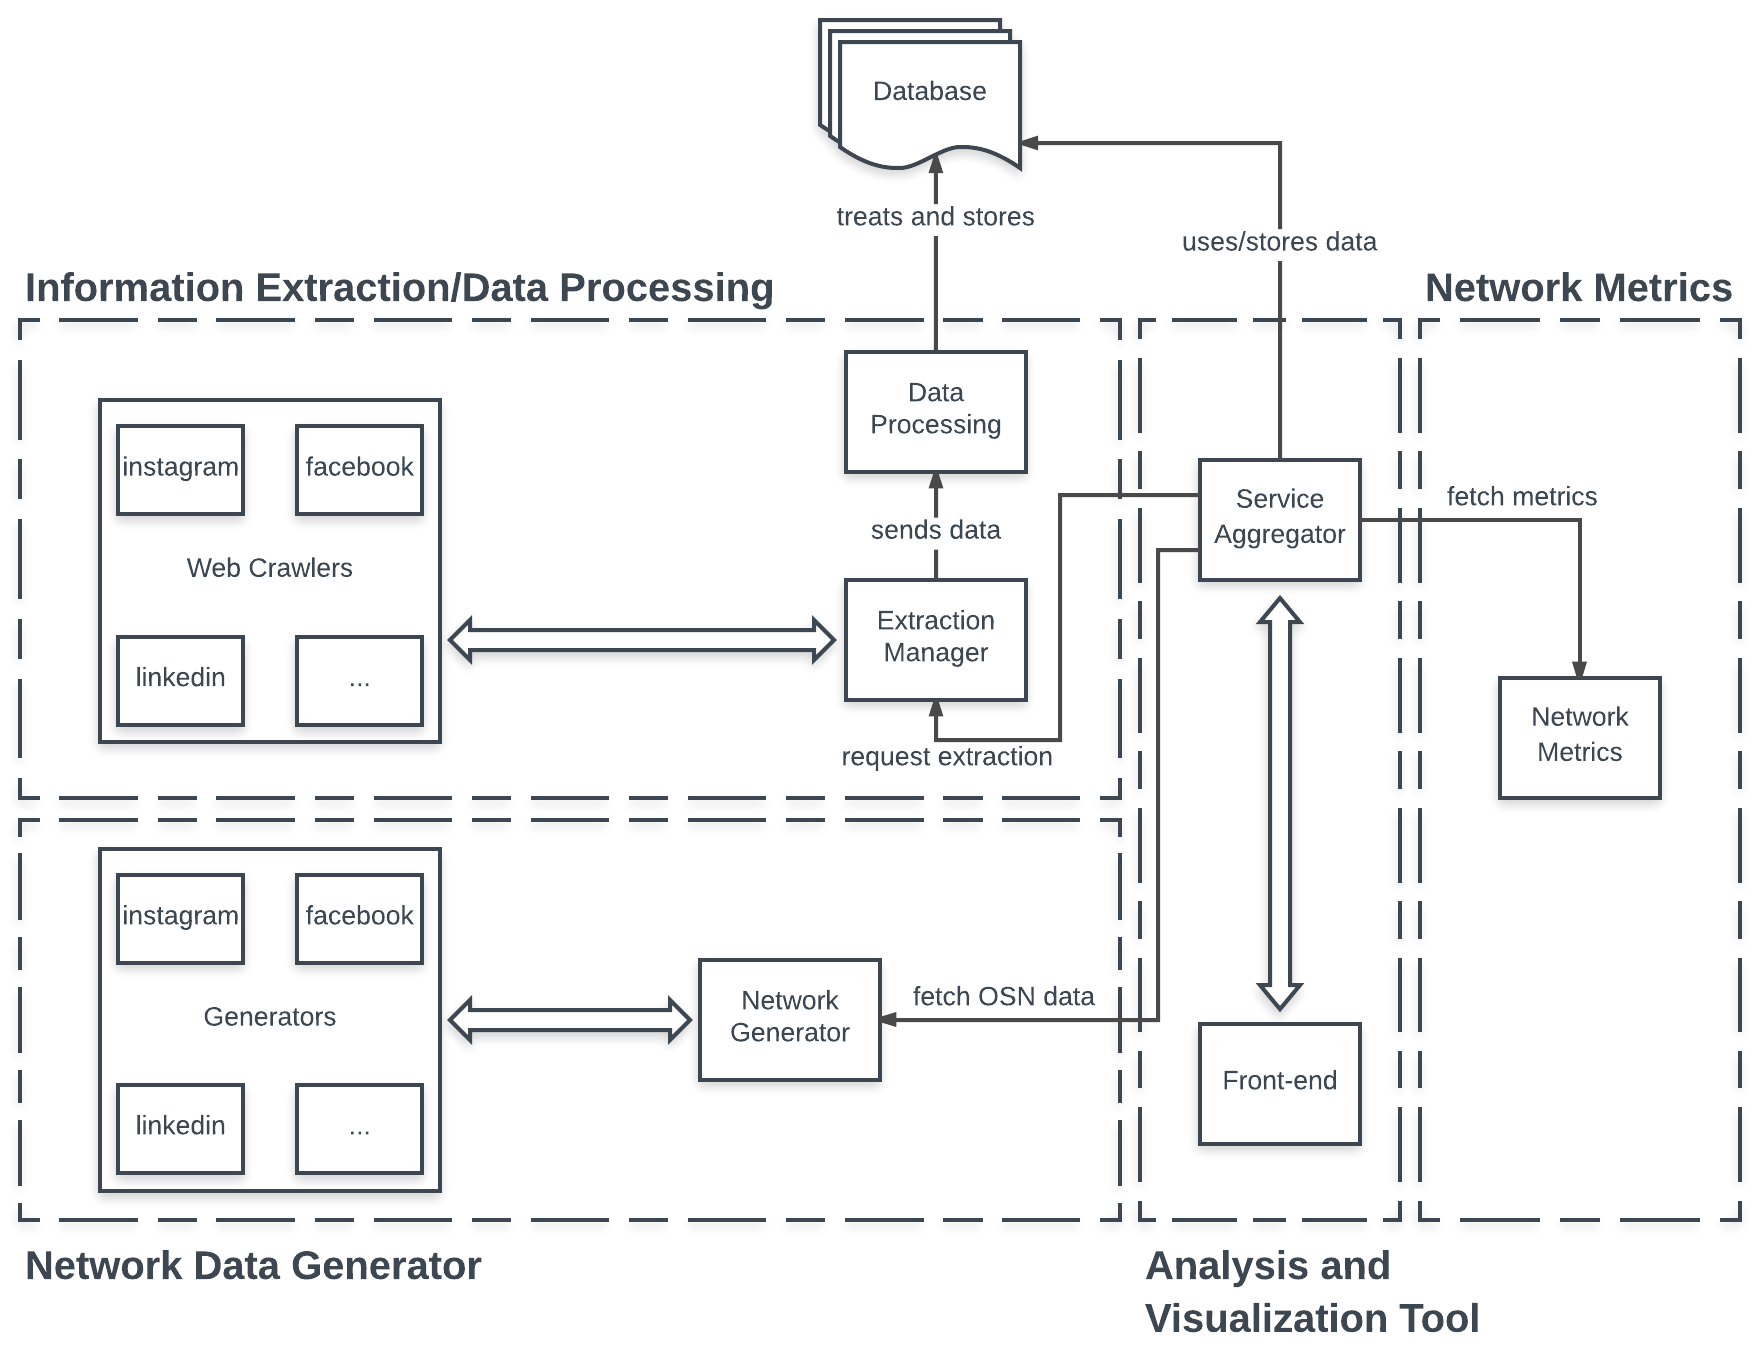 Database
treats and stores
uses/stores data
Information Extraction/Data Processing
Network Metrics
Data
Processing
instagram
facebook
Web Crawlers
linkedin
...
sends data
Extraction
Manager
request extraction
Service
Aggregator
fetch metrics
Network
Metrics
instagram
facebook
Generators
linkedin
...
Network
Generator
fetch OSN data
Front-end
Network Data Generator
Analysis and
Visualization Tool